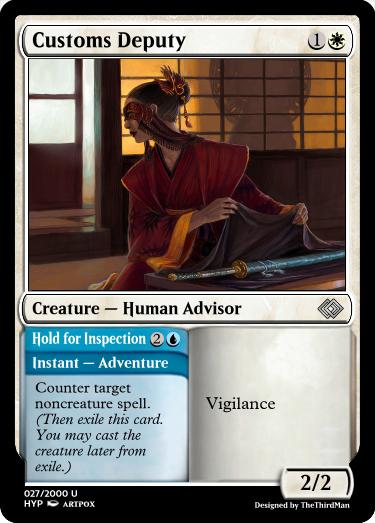 Customs Deputy 1
Creature — Human Advisor
Hold for Inspection 2
Instant — Adventure
Counter target
noncreature spell.
(Then exile this card.
You may cast the
creature later from
exile.)
Vigilance
2/2
027/2000 U
HYP ARTPOX
Designed by TheThirdMan